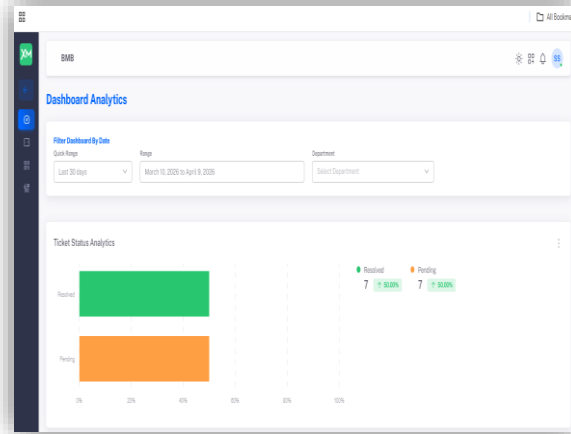 All Bookma
XM
BMB
SS
Dashboard Analytics
Filter Dashboard By Date
Quick Range Range Department
Last 30 days March 10, 2026 to April 9, 2026 Select Department
Ticket Status Analytics
Resolved Pending
7 ↑ 50.00% 7 ↑ 50.00%
Resolved
Pending
0% 20% 40% 60% 80% 100%